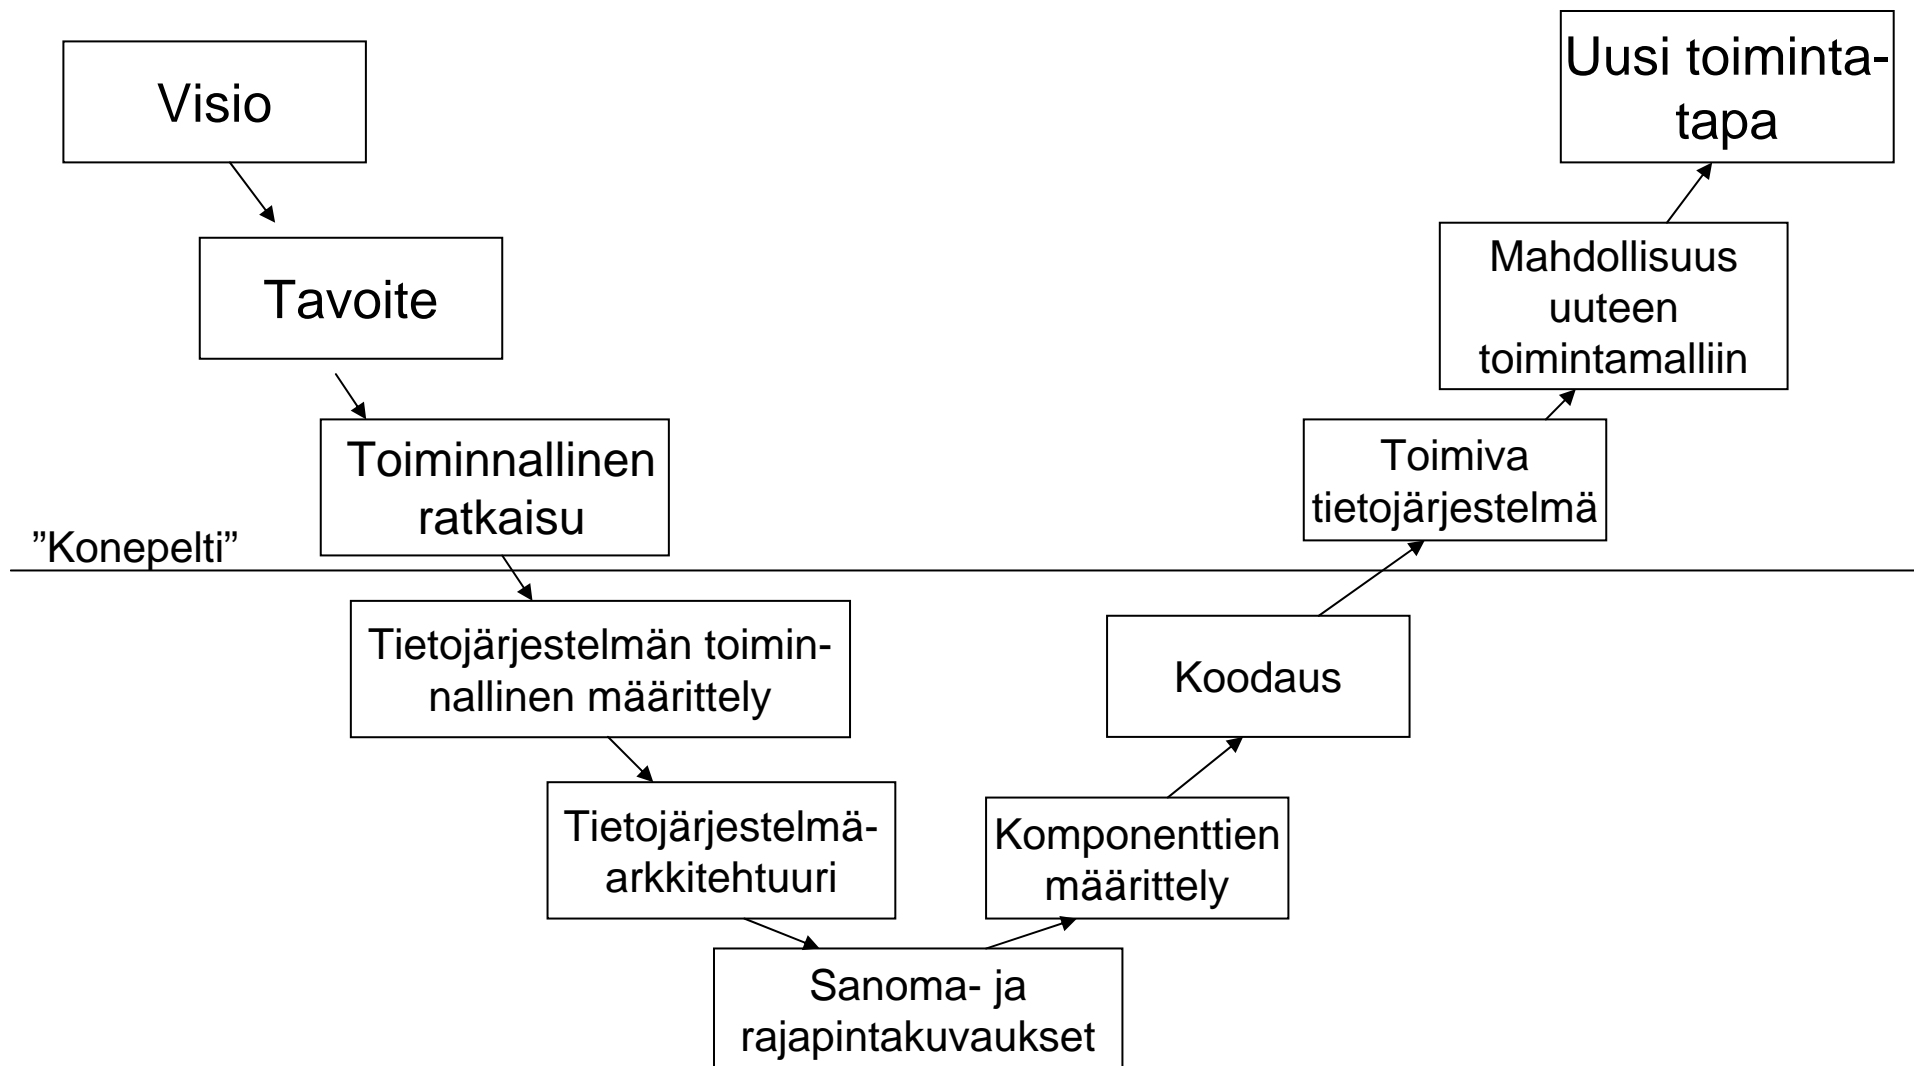 Visio
Tavoite
Toiminnallinen
ratkaisu
”Konepelti”
Tietojärjestelmän toimin-
nallinen määrittely
Tietojärjestelmä-
arkkitehtuuri
Sanoma- ja
rajapintakuvaukset
Komponenttien
määrittely
Koodaus
Toimiva
tietojärjestelmä
Mahdollisuus
uuteen
toimintamalliin
Uusi toiminta-
tapa